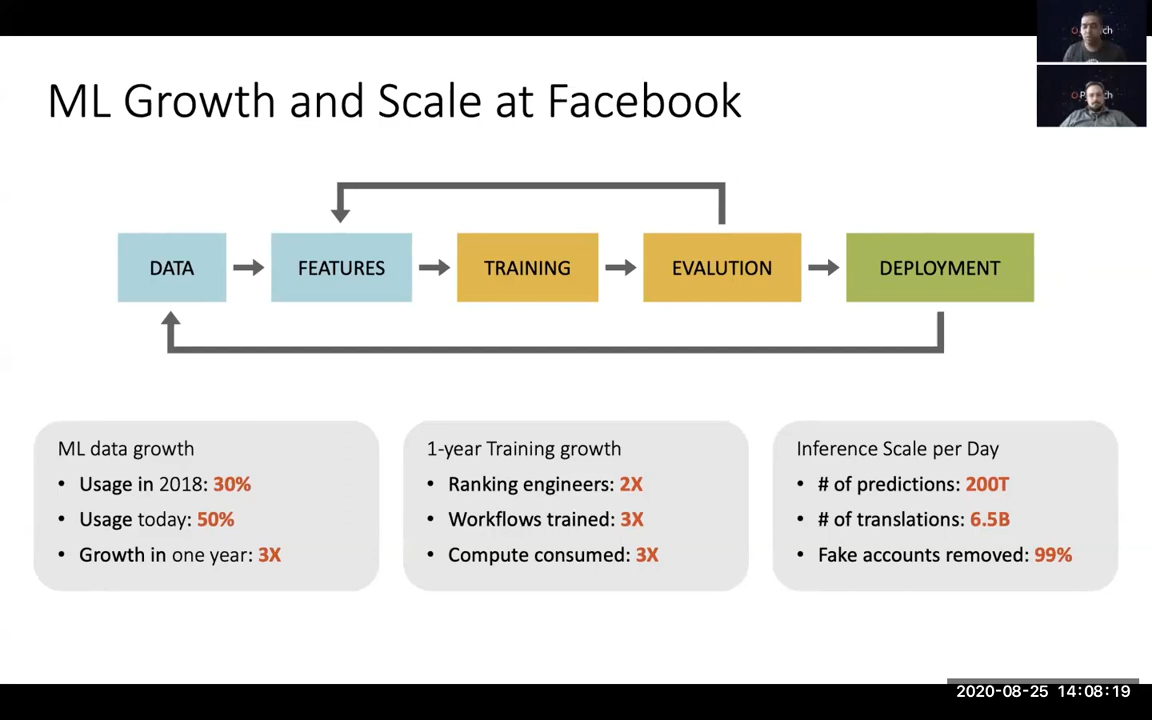 ML Growth and Scale at Facebook
DATA
FEATURES
TRAINING
EVALUTION
DEPLOYMENT
ML data growth
• Usage in 2018: 30%
• Usage today: 50%
• Growth in one year: 3X
1-year Training growth
• Ranking engineers: 2X
• Workflows trained: 3X
• Compute consumed: 3X
Inference Scale per Day
• # of predictions: 200T
• # of translations: 6.5B
• Fake accounts removed: 99%
2020-08-25 14:08:19